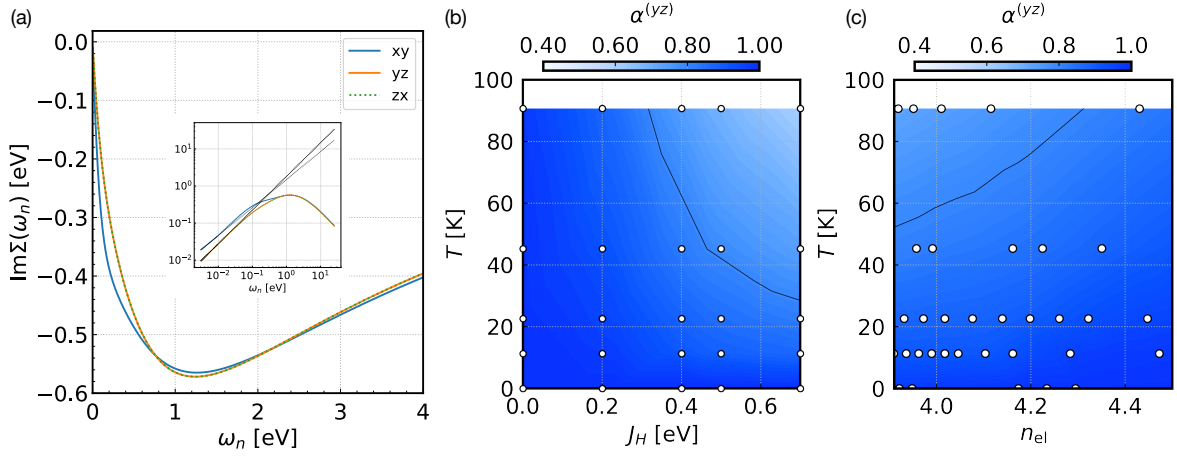 (a)
0.0
−0.1
−0.2
−0.3
−0.4
−0.5
−0.6
ImΣ(ωn) [eV]
0
1
2
3
4
ωn [eV]
xy
yz
zx
10^1
10^0
10^−1
10^−2
10^−2 10^−1 10^0 10^1
ωn [eV]
(b)
α^(yz)
0.40 0.60 0.80 1.00
100
80
60
40
20
0
T [K]
0.0 0.2 0.4 0.6
J_H [eV]
(c)
α^(yz)
0.4 0.6 0.8 1.0
100
80
60
40
20
0
T [K]
4.0 4.2 4.4
n_el